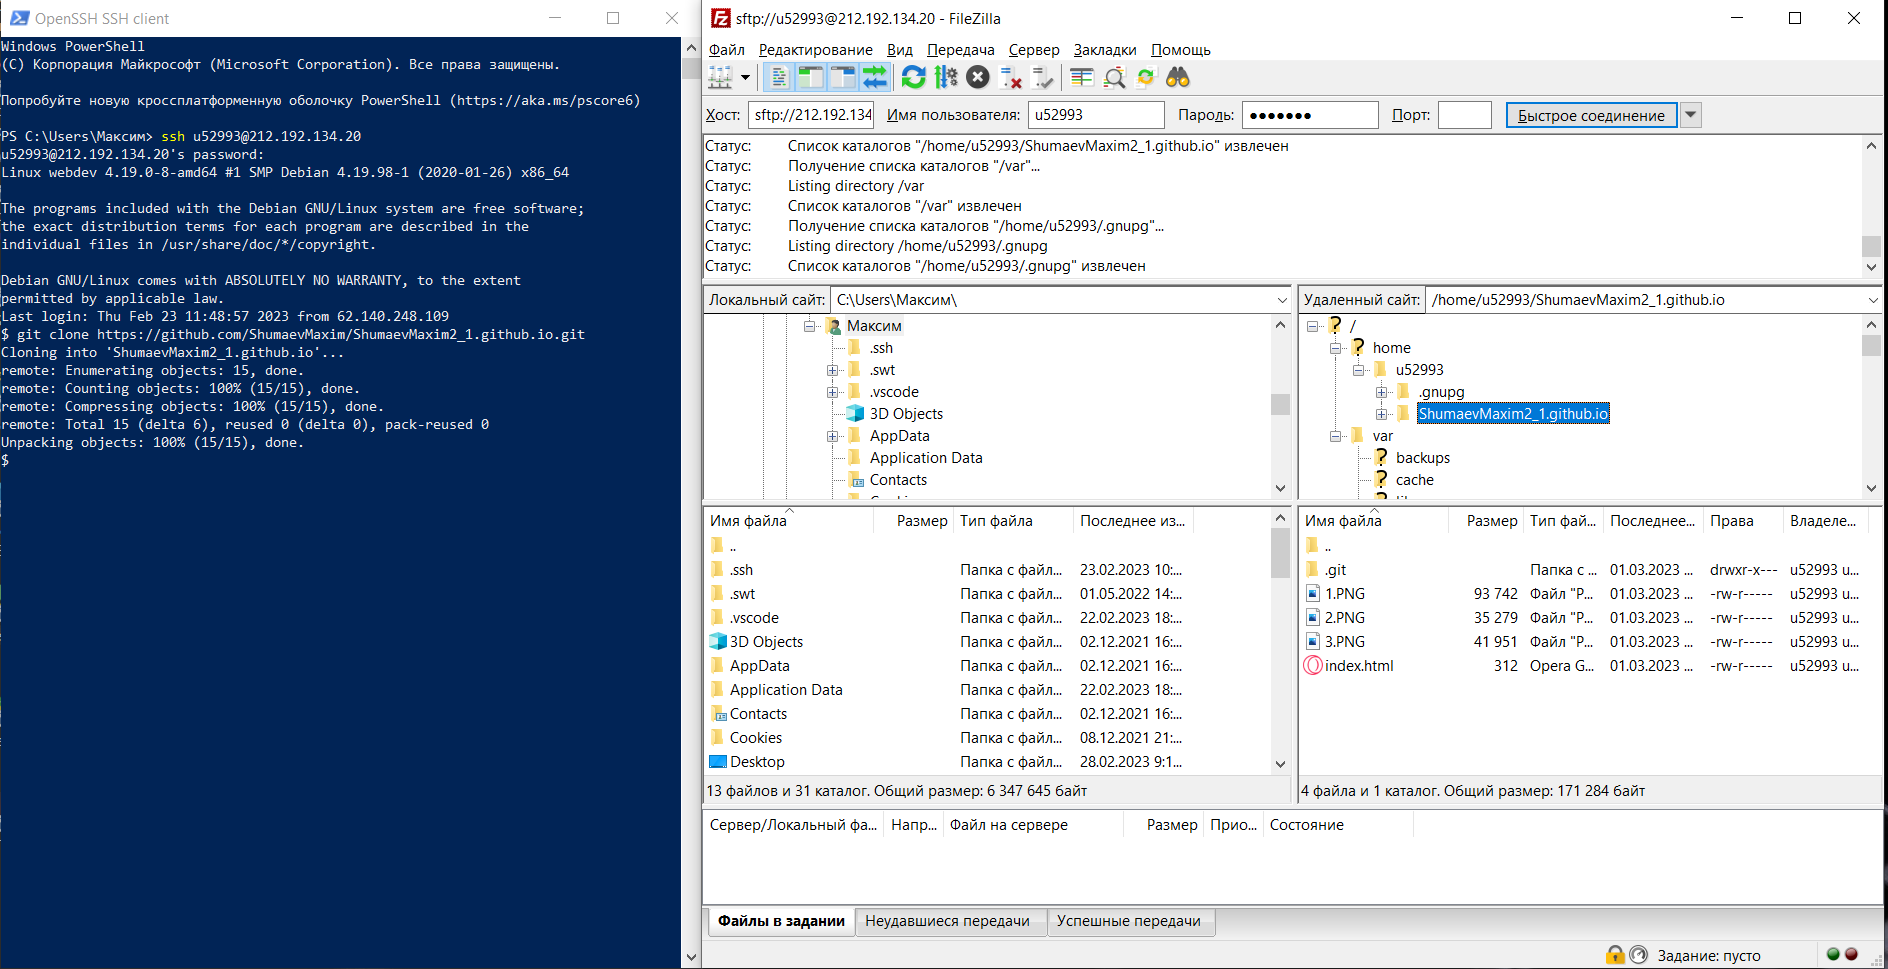 OpenSSH SSH client
Windows PowerShell
(C) Корпорация Майкрософт (Microsoft Corporation). Все права защищены.
Попробуйте новую кроссплатформенную оболочку PowerShell (https://aka.ms/pscore6)
PS C:\Users\Максим> ssh u52993@212.192.134.20
u52993@212.192.134.20's password:
Linux webdev 4.19.0-8-amd64 #1 SMP Debian 4.19.98-1 (2020-01-26) x86_64
The programs included with the Debian GNU/Linux system are free software;
the exact distribution terms for each program are described in the
individual files in /usr/share/doc/*/copyright.
Debian GNU/Linux comes with ABSOLUTELY NO WARRANTY, to the extent
permitted by applicable law.
Last login: Thu Feb 23 11:48:57 2023 from 62.140.248.109
$ git clone https://github.com/ShumaevMaxim/ShumaevMaxim2_1.github.io.git
Cloning into 'ShumaevMaxim2_1.github.io'...
remote: Enumerating objects: 15, done.
remote: Counting objects: 100% (15/15), done.
remote: Compressing objects: 100% (15/15), done.
remote: Total 15 (delta 6), reused 0 (delta 0), pack-reused 0
Unpacking objects: 100% (15/15), done.
$
sftp://u52993@212.192.134.20 - FileZilla
Файл Редактирование Вид Передача Сервер Закладки Помощь
Хост: sftp://212.192.134 Имя пользователя: u52993 Пароль: ●●●●●●● Порт: Быстрое соединение
Статус: Список каталогов "/home/u52993/ShumaevMaxim2_1.github.io" извлечен
Статус: Получение списка каталогов "/var"...
Статус: Listing directory /var
Статус: Список каталогов "/var" извлечен
Статус: Получение списка каталогов "/home/u52993/.gnupg"...
Статус: Listing directory /home/u52993/.gnupg
Статус: Список каталогов "/home/u52993/.gnupg" извлечен
Локальный сайт: C:\Users\Максим\
Максим
.ssh
.swt
.vscode
3D Objects
AppData
Application Data
Contacts
Имя файла Размер Тип файла Последнее из...
..
.ssh Папка с файл... 23.02.2023 10:...
.swt Папка с файл... 01.05.2022 14:...
.vscode Папка с файл... 22.02.2023 18:...
3D Objects Папка с файл... 02.12.2021 16:...
AppData Папка с файл... 02.12.2021 16:...
Application Data Папка с файл... 22.02.2023 18:...
Contacts Папка с файл... 02.12.2021 16:...
Cookies Папка с файл... 08.12.2021 21:...
Desktop Папка с файл... 28.02.2023 9:1...
13 файлов и 31 каталог. Общий размер: 6 347 645 байт
Удаленный сайт: /home/u52993/ShumaevMaxim2_1.github.io
/
home
u52993
.gnupg
ShumaevMaxim2_1.github.io
var
backups
cache
Имя файла Размер Тип фай... Последнее... Права Владеле...
..
.git Папка с ... 01.03.2023 ... drwxr-x--- u52993 u...
1.PNG 93 742 Файл "P... 01.03.2023 ... -rw-r----- u52993 u...
2.PNG 35 279 Файл "P... 01.03.2023 ... -rw-r----- u52993 u...
3.PNG 41 951 Файл "P... 01.03.2023 ... -rw-r----- u52993 u...
index.html 312 Opera G... 01.03.2023 ... -rw-r----- u52993 u...
4 файла и 1 каталог. Общий размер: 171 284 байт
Сервер/Локальный фа... Напр... Файл на сервере Размер Прио... Состояние
Файлы в задании Неудавшиеся передачи Успешные передачи
Задание: пусто